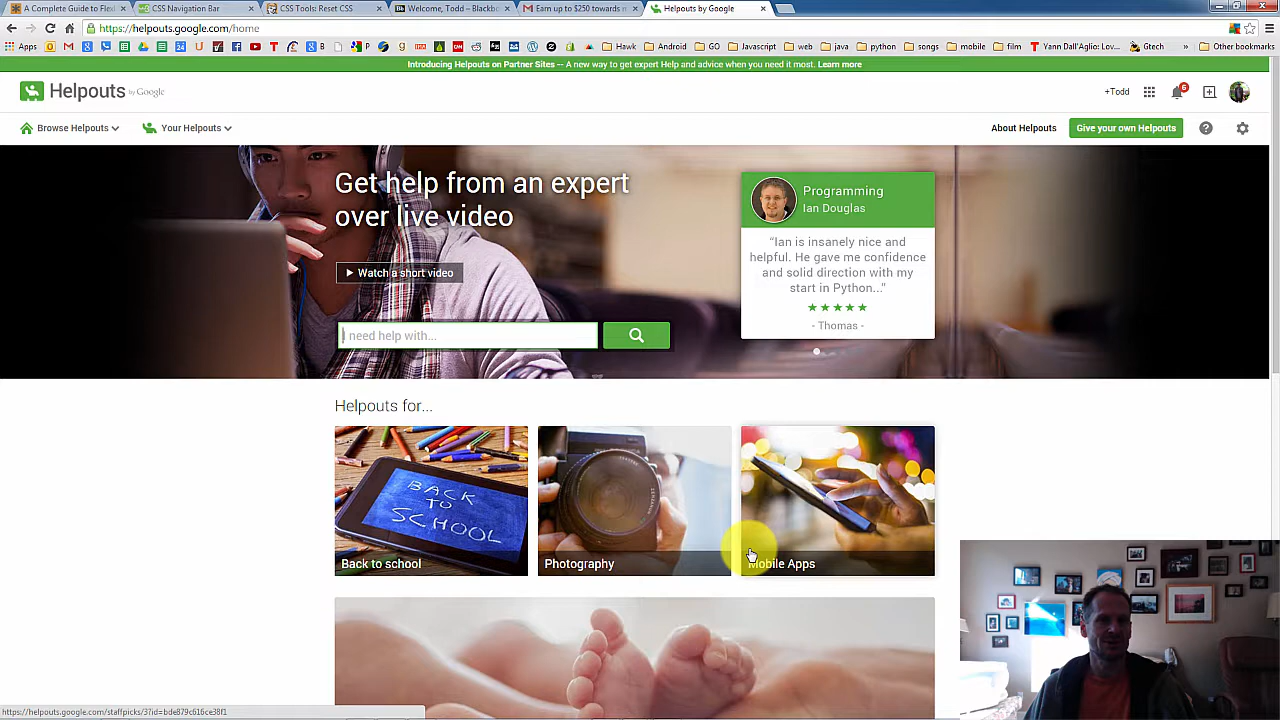 A Complete Guide to Fle
CSS Navigation Bar
CSS Tools: Reset CSS
Welcome, Todd – Blackbo
Earn up to $250 towards m
Helpouts by Google
https://helpouts.google.com/home
Apps
Hawk
Android
GO
Javascript
web
java
python
songs
mobile
film
Yann Dall'Aglio: Lov...
Gtech
»
Other bookmarks
Introducing Helpouts on Partner Sites -- A new way to get expert Help and advice when you need it most. Learn more
Helpouts by Google
+Todd
6
Browse Helpouts
Your Helpouts
About Helpouts
Give your own Helpouts
Get help from an expert
over live video
Watch a short video
I need help with...
Programming
Ian Douglas
“Ian is insanely nice and
helpful. He gave me confidence
and solid direction with my
start in Python...”
- Thomas -
Helpouts for...
BACK
TO
SCHOOL
Back to school
Photography
Mobile Apps
https://helpouts.google.com/staffpicks/3?id=bde879c616ce38f1